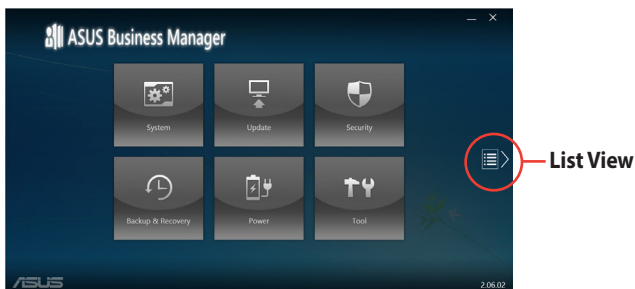 ASUS Business Manager
System
Update
Security
List View
Backup & Recovery
Power
Tool
ASUS
2.06.02